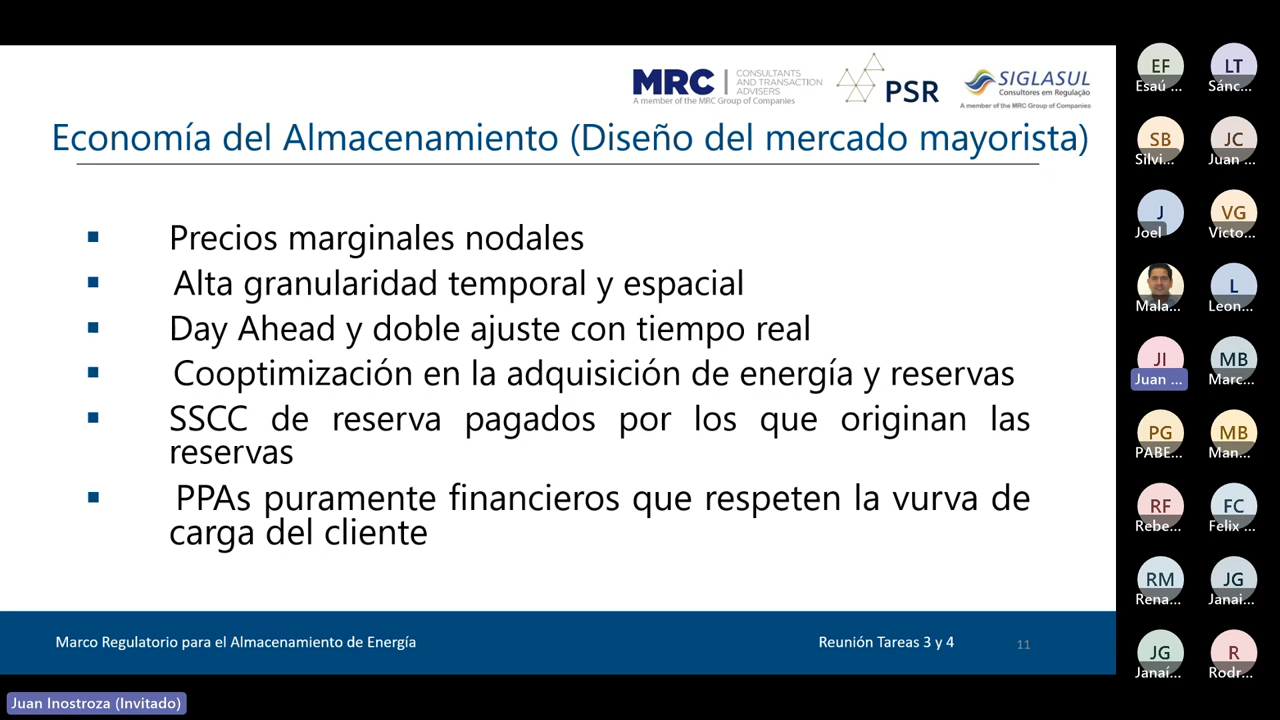 MRC
CONSULTANTS
AND TRANSACTION
ADVISERS
A member of the MRC Group of Companies
PSR
SIGLASUL
Consultores em Regulação
A member of the MRC Group of Companies
Economía del Almacenamiento (Diseño del mercado mayorista)
▪ Precios marginales nodales
▪ Alta granularidad temporal y espacial
▪ Day Ahead y doble ajuste con tiempo real
▪ Cooptimización en la adquisición de energía y reservas
▪ SSCC de reserva pagados por los que originan las
reservas
▪ PPAs puramente financieros que respeten la vurva de
carga del cliente
Marco Regulatorio para el Almacenamiento de Energía
Reunión Tareas 3 y 4
11
EF
Esaú ...
LT
Sánc...
SB
Silvi...
JC
Juan ...
J
Joel
VG
Victo...
Mala...
L
Leon...
JI
Juan ...
MB
Marc...
PG
PABE...
MB
Man...
RF
Rebe...
FC
Felix ...
RM
Rena...
JG
Janai...
JG
Janaí...
R
Rodr...
Juan Inostroza (Invitado)